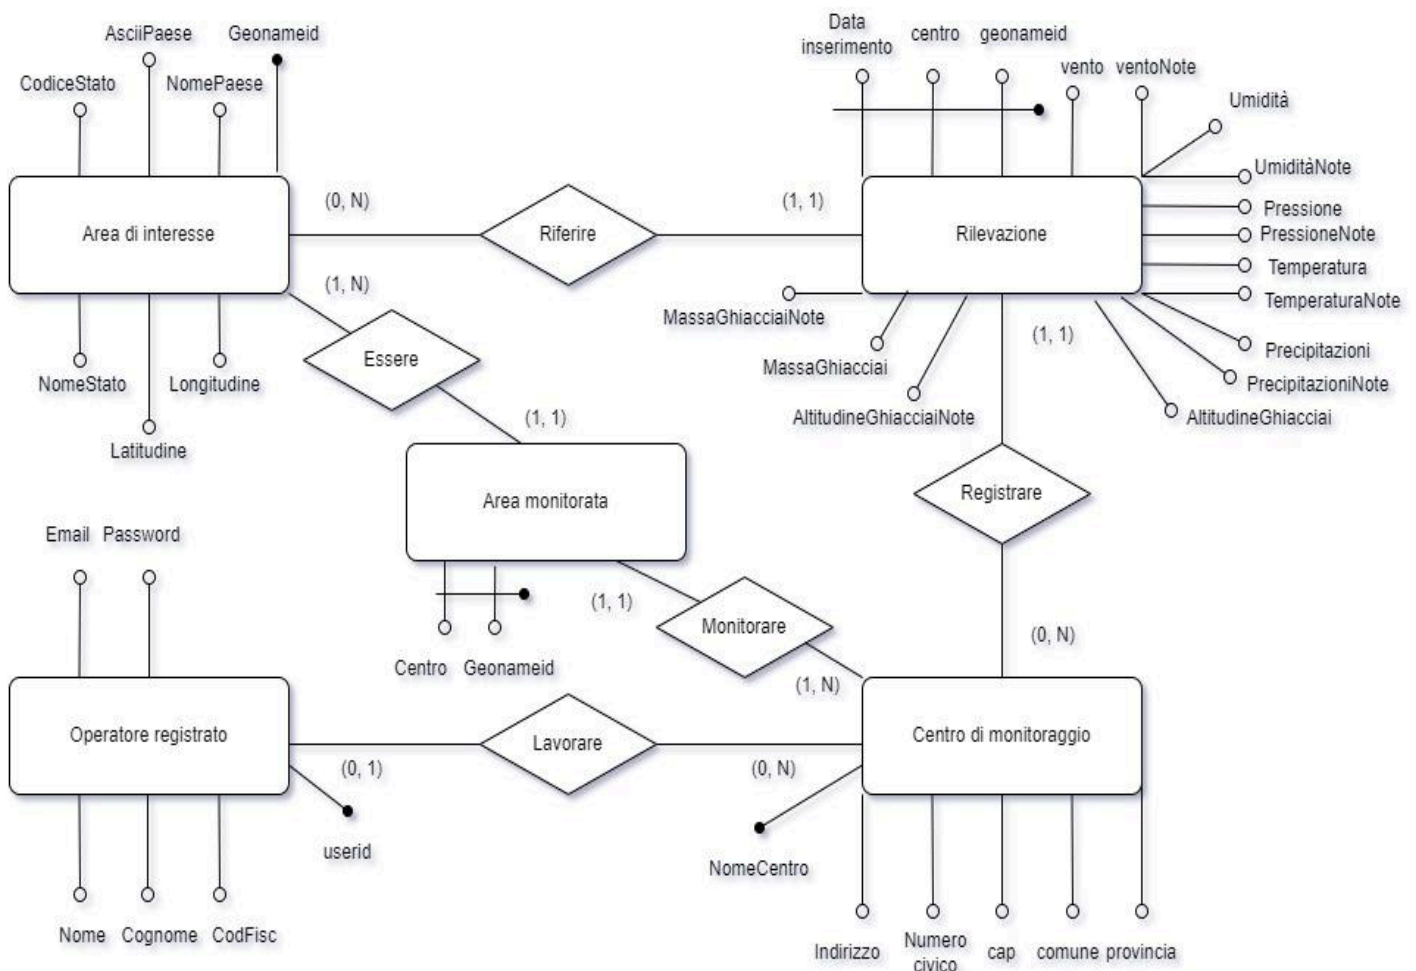 AsciiPaese
Geonameid
CodiceStato
NomePaese
Data
inserimento
centro
geonameid
vento
ventoNote
Umidità
UmiditàNote
Pressione
PressioneNote
Temperatura
TemperaturaNote
Precipitazioni
PrecipitazioniNote
AltitudineGhiacciai
Area di interesse
(0, N)
Riferire
(1, 1)
Rilevazione
(1, N)
MassaGhiacciaiNote
MassaGhiacciai
AltitudineGhiacciaiNote
(1, 1)
NomeStato
Longitudine
Latitudine
Essere
(1, 1)
Area monitorata
Registrare
Email
Password
(1, 1)
Monitorare
(0, N)
Centro
Geonameid
(1, N)
Operatore registrato
(0, 1)
Lavorare
(0, N)
Centro di monitoraggio
userid
NomeCentro
Nome
Cognome
CodFisc
Indirizzo
Numero
civico
cap
comune
provincia